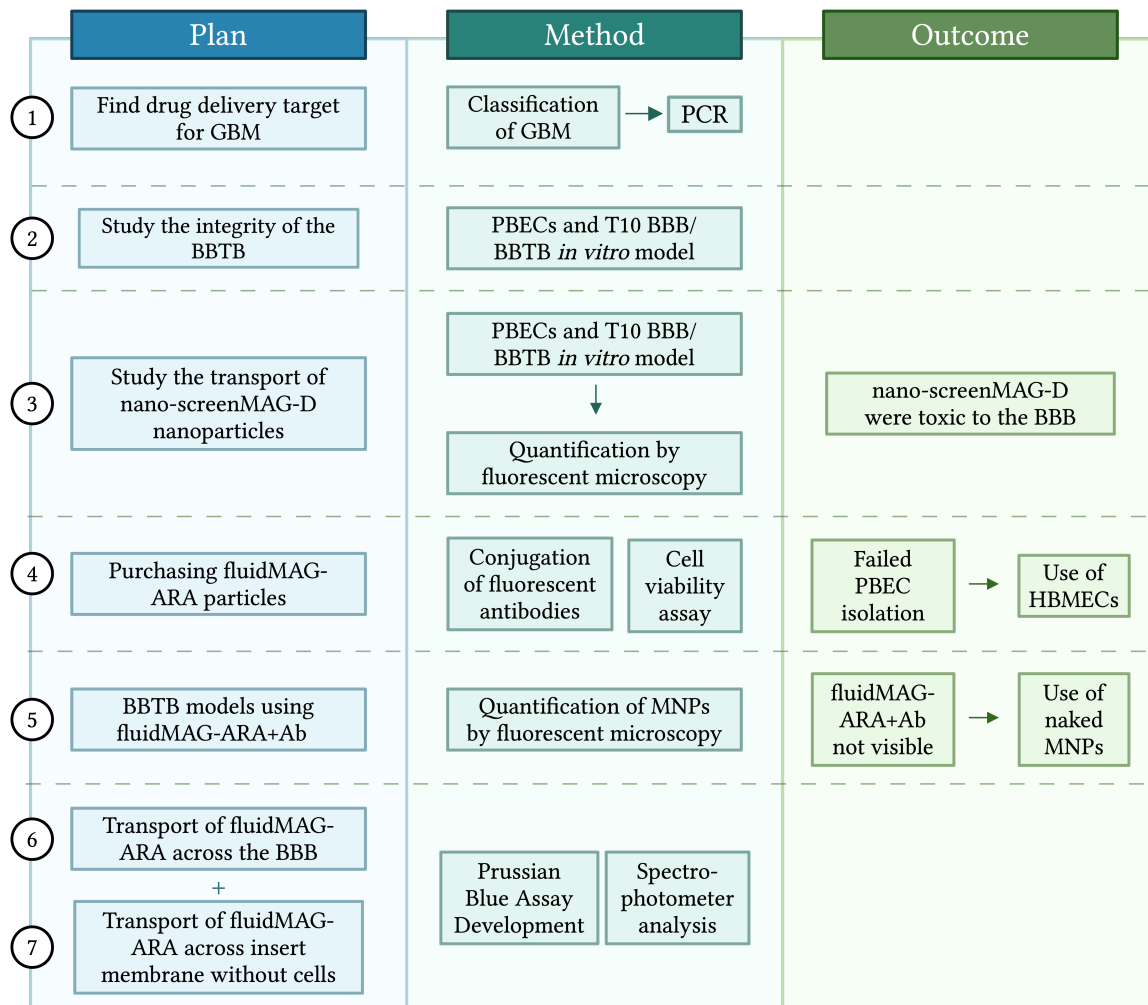 Plan
Method
Outcome
1
Find drug delivery target
for GBM
Classification
of GBM
PCR
2
Study the integrity of the
BBTB
PBECs and T10 BBB/
BBTB in vitro model
3
Study the transport of
nano-screenMAG-D
nanoparticles
PBECs and T10 BBB/
BBTB in vitro model
Quantification by
fluorescent microscopy
nano-screenMAG-D
were toxic to the BBB
4
Purchasing fluidMAG-
ARA particles
Conjugation
of fluorescent
antibodies
Cell
viability
assay
Failed
PBEC
isolation
Use of
HBMECs
5
BBTB models using
fluidMAG-ARA+Ab
Quantification of MNPs
by fluorescent microscopy
fluidMAG-
ARA+Ab
not visible
Use of
naked
MNPs
6
Transport of fluidMAG-
ARA across the BBB
+
7
Transport of fluidMAG-
ARA across insert
membrane without cells
Prussian
Blue Assay
Development
Spectro-
photometer
analysis